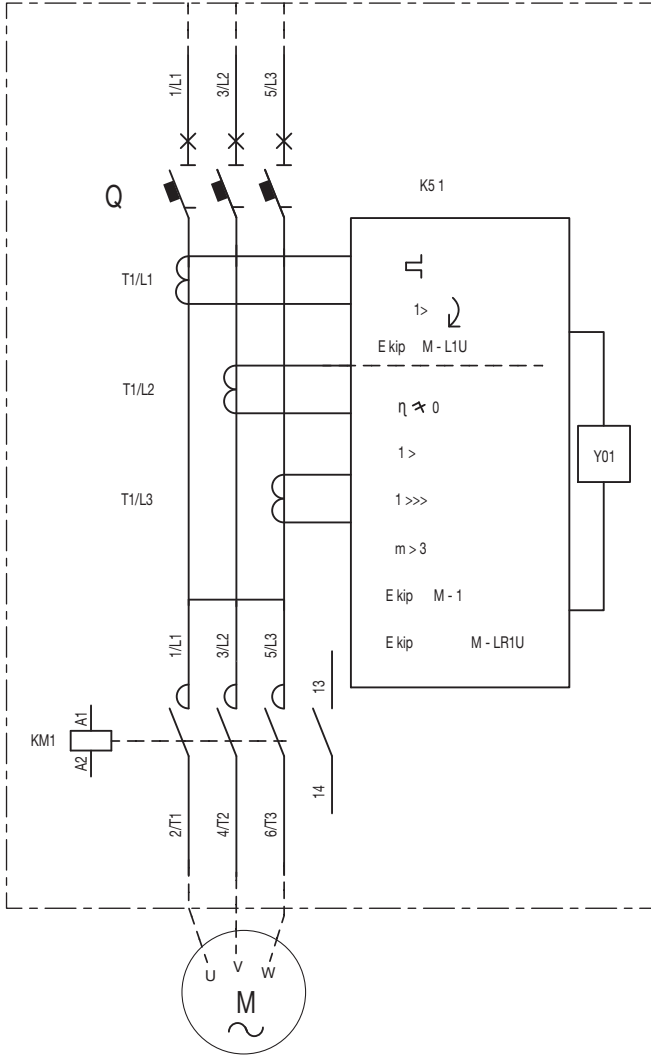 1/L1 3/L2 5/L3
Q
K5 1
T1/L1
1>
E kip M - L1U
T1/L2
η 0
1 >
Y01
T1/L3
1 >>>
m > 3
E kip M - 1
E kip M - LR1U
1/L1 3/L2 5/L3 13
KM1 A1 A2
14
2/T1 4/T2 6/T3
U V W
M